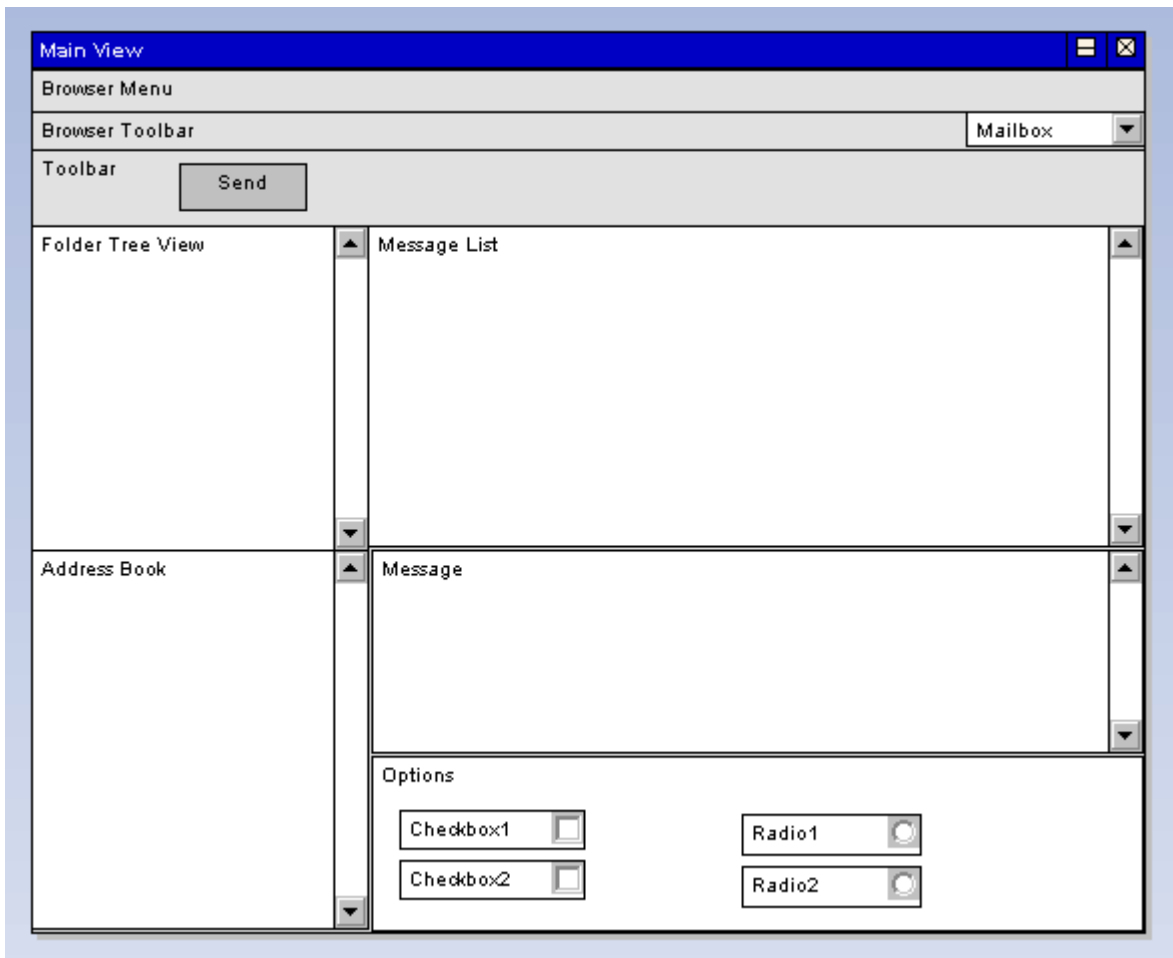 Main View
Browser Menu
Browser Toolbar
Mailbox
Toolbar
Send
Folder Tree View
Message List
Address Book
Message
Options
Checkbox1
Radio1
Checkbox2
Radio2